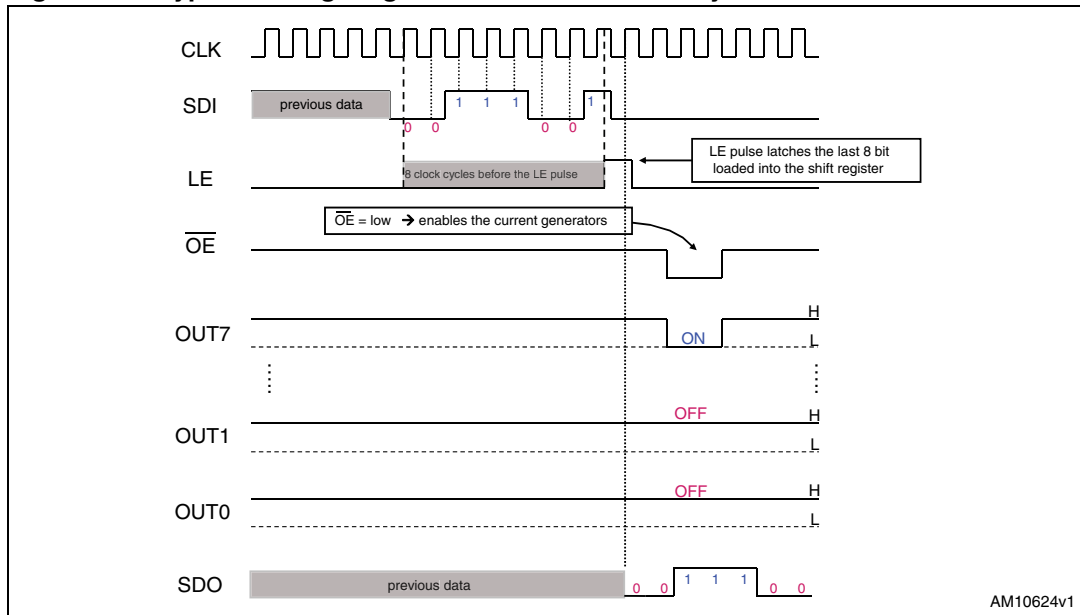 CLK
SDI
previous data
0 0 1 1 1 0 0 1
LE
8 clock cycles before the LE pulse
LE pulse latches the last 8 bit
loaded into the shift register
OE = low → enables the current generators
OE
OUT7
H
ON
L
OUT1
OFF
H
L
OUT0
OFF
H
L
SDO
previous data
0 0 1 1 1 0 0
AM10624v1